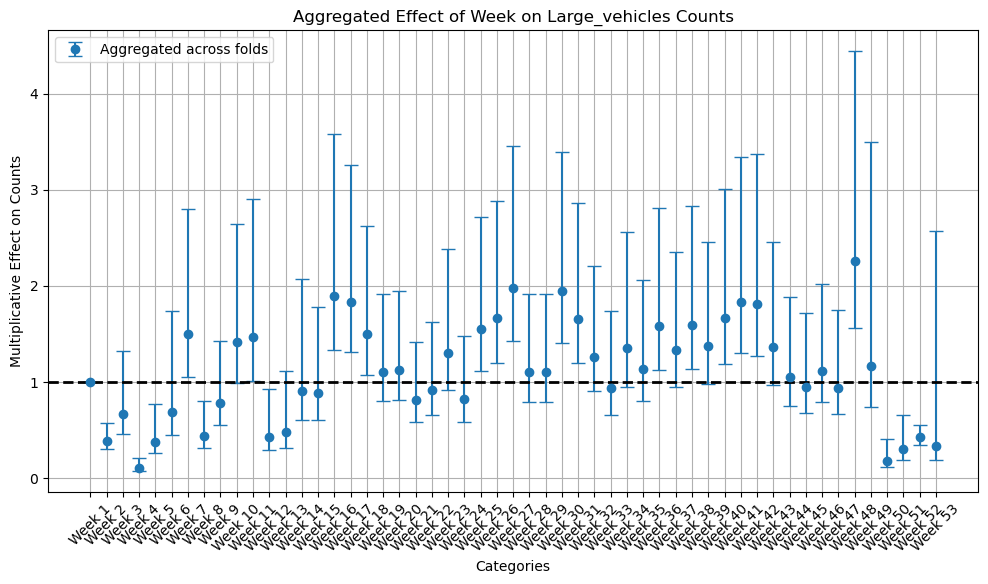 Aggregated Effect of Week on Large_vehicles Counts
Aggregated across folds
Multiplicative Effect on Counts
4
3
2
1
0
Week 1
Week 2
Week 3
Week 4
Week 5
Week 6
Week 7
Week 8
Week 9
Week 10
Week 11
Week 12
Week 13
Week 14
Week 15
Week 16
Week 17
Week 18
Week 19
Week 20
Week 21
Week 22
Week 23
Week 24
Week 25
Week 26
Week 27
Week 28
Week 29
Week 30
Week 31
Week 32
Week 33
Week 34
Week 35
Week 36
Week 37
Week 38
Week 39
Week 40
Week 41
Week 42
Week 43
Week 44
Week 45
Week 46
Week 47
Week 48
Week 49
Week 50
Week 51
Week 52
Week 53
Categories